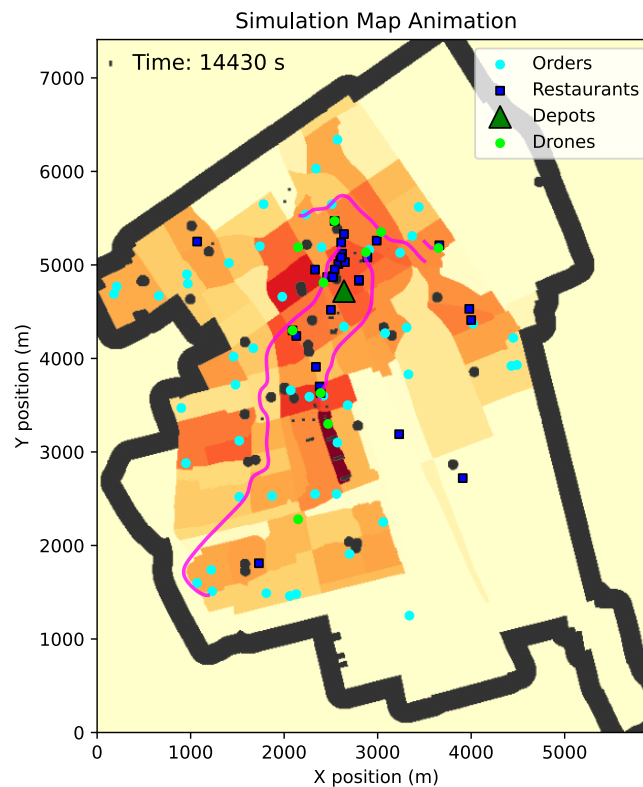 Simulation Map Animation
Time: 14430 s
Orders
Restaurants
Depots
Drones
7000
6000
5000
4000
3000
2000
1000
0
Y position (m)
0 1000 2000 3000 4000 5000
X position (m)